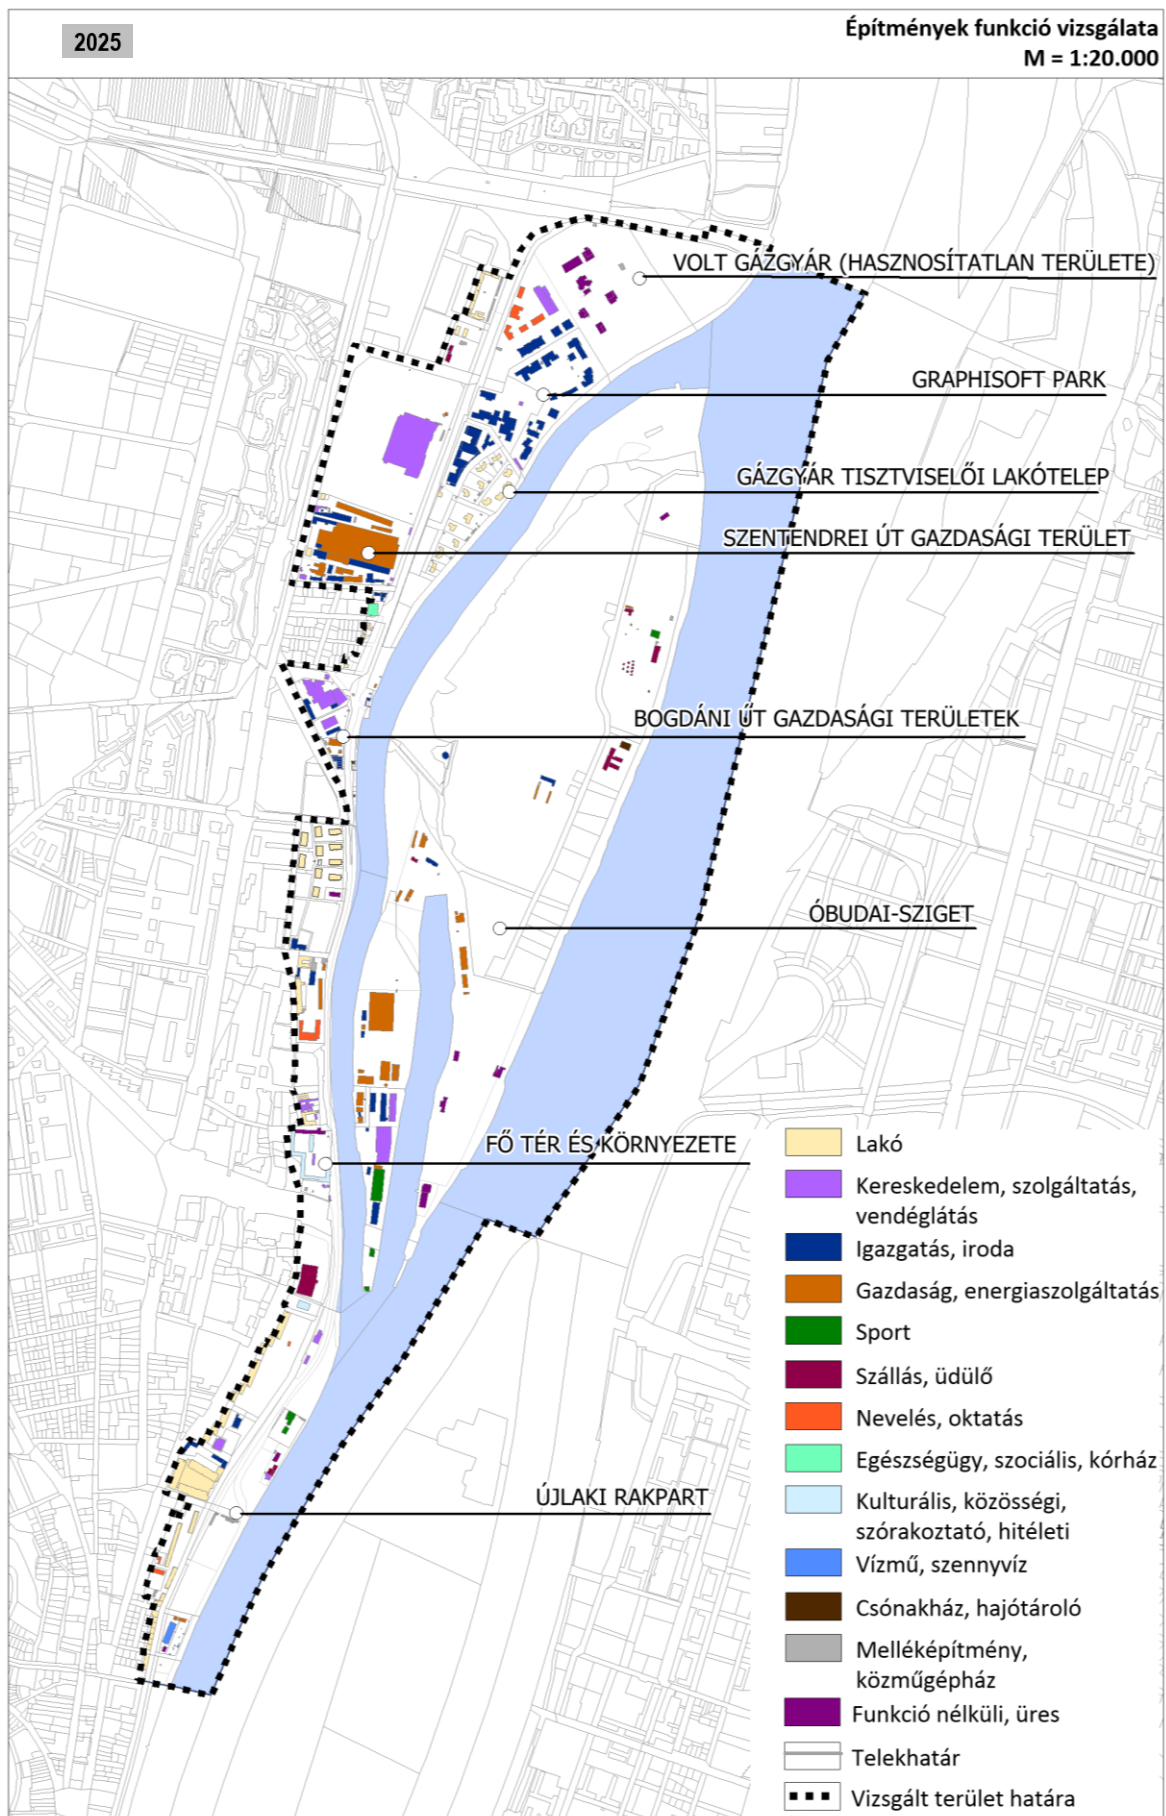 2025
Építmények funkció vizsgálata
M = 1:20.000
VOLT GÁZGYÁR (HASZNOSÍTATLAN TERÜLETE)
GRAPHISOFT PARK
GÁZGYÁR TISZTVISELŐI LAKÓTELEP
SZENTENDREI ÚT GAZDASÁGI TERÜLET
BOGDÁNI ÚT GAZDASÁGI TERÜLETEK
ÓBUDAI-SZIGET
FŐ TÉR ÉS KÖRNYEZETE
ÚJLAKI RAKPART
Lakó
Kereskedelem, szolgáltatás,
vendéglátás
Igazgatás, iroda
Gazdaság, energiaszolgáltatás
Sport
Szállás, üdülő
Nevelés, oktatás
Egészségügy, szociális, kórház
Kulturális, közösségi,
szórakoztató, hitéleti
Vízmű, szennyvíz
Csónakház, hajótároló
Melléképítmény,
közműgépház
Funkció nélküli, üres
Telekhatár
Vizsgált terület határa